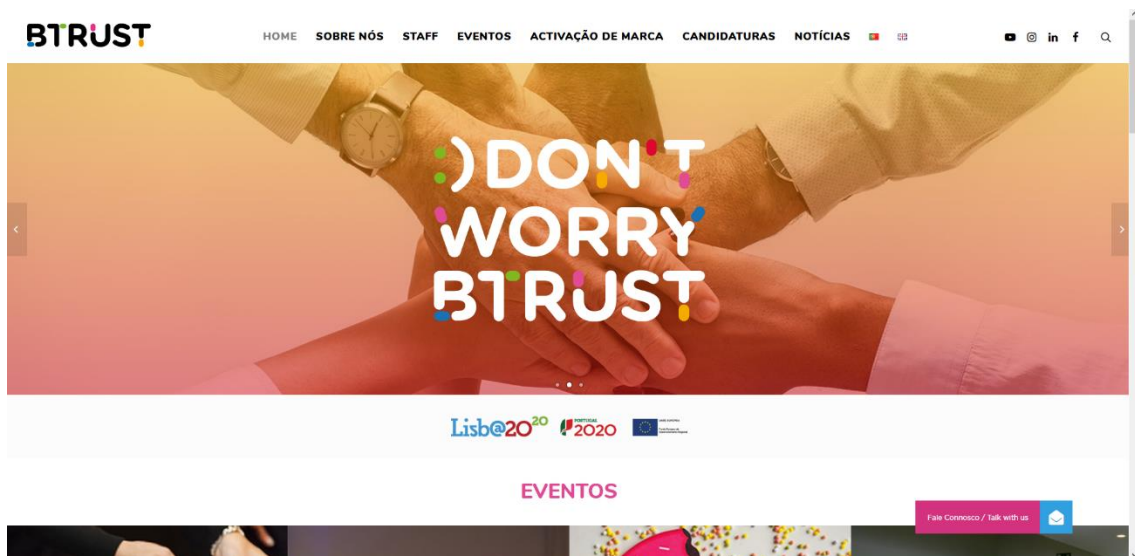 BTRUST
HOME SOBRE NÓS STAFF EVENTOS ACTIVAÇÃO DE MARCA CANDIDATURAS NOTÍCIAS
:) DON'T
WORRY
BTRUST
Lisb@20²⁰ PORTUGAL 2020
EVENTOS
Fale Connosco / Talk with us